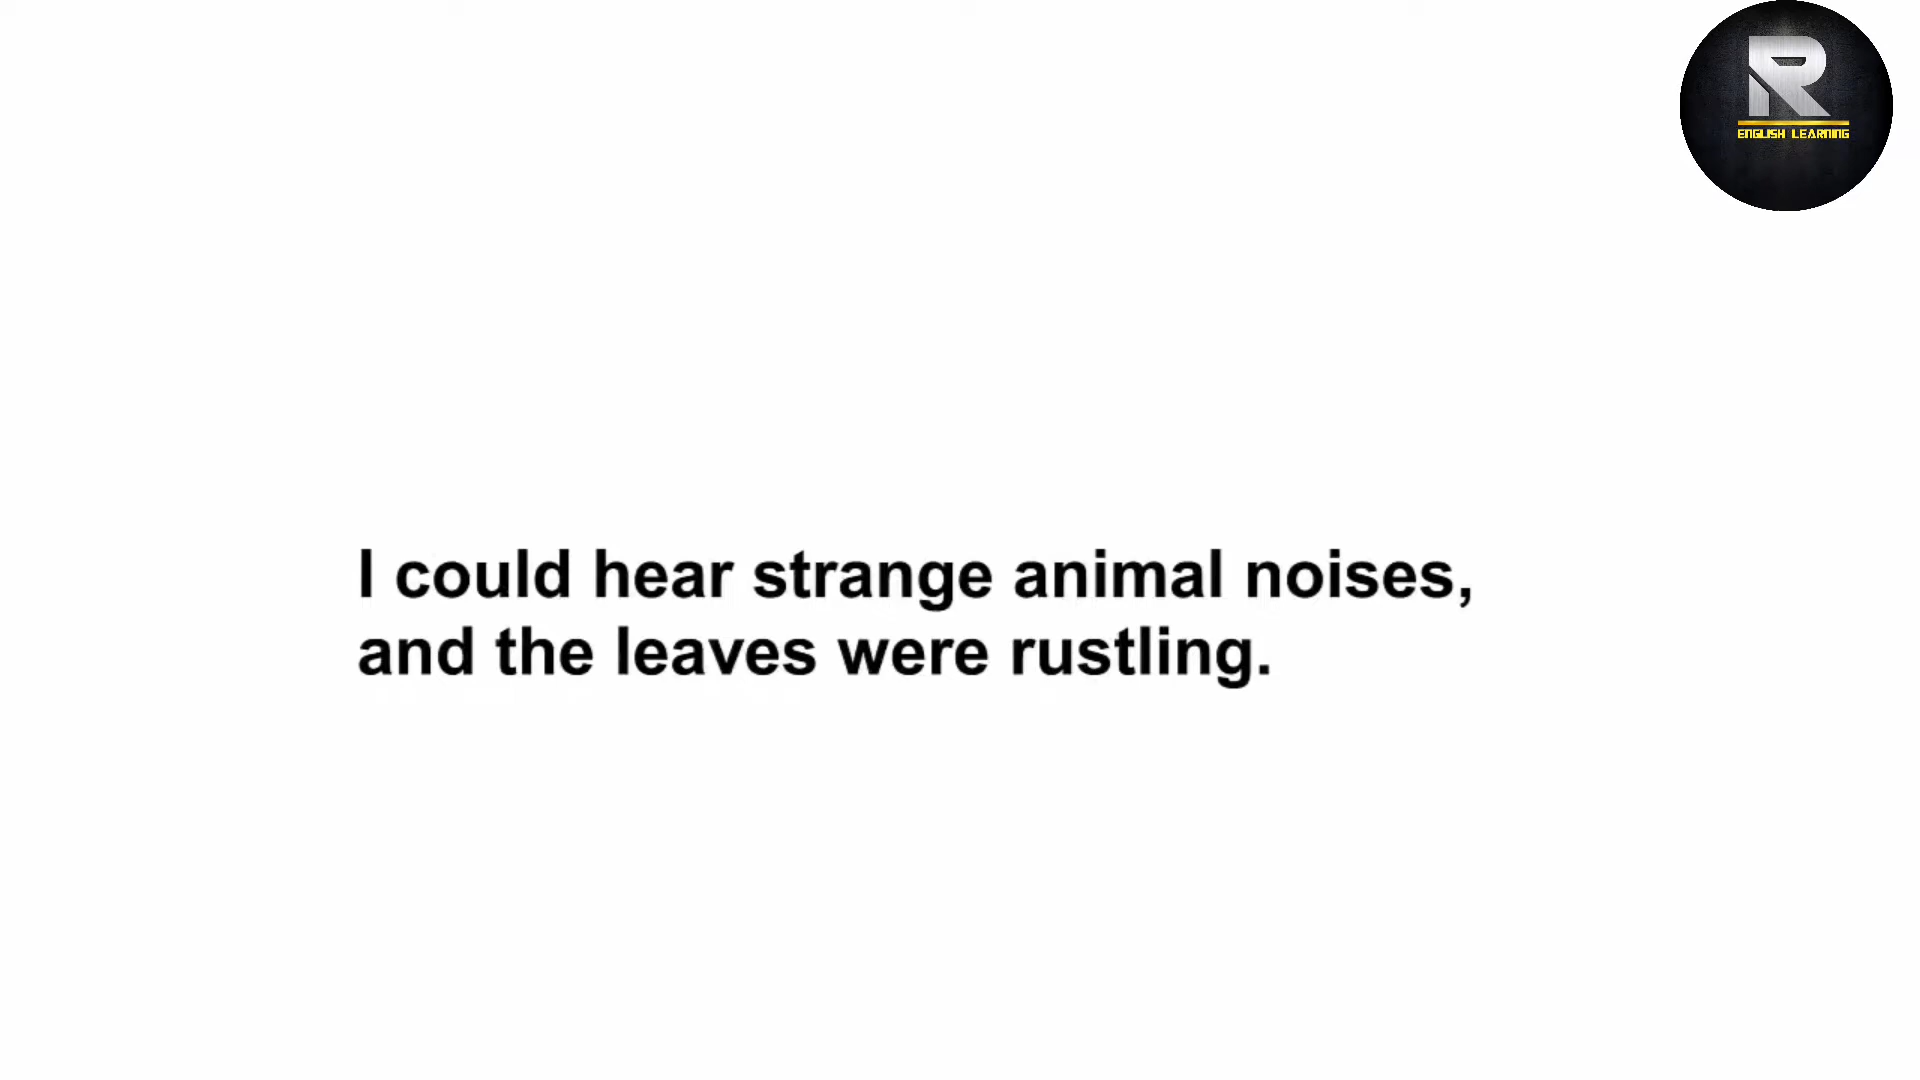 R
ENGLISH LEARNING
I could hear strange animal noises,
and the leaves were rustling.